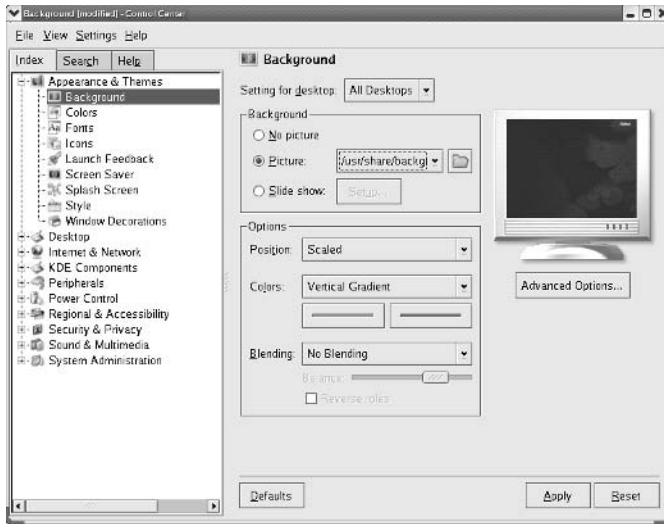 Background [modified] - Control Center
File View Settings Help
Index Search Help
Appearance & Themes
Background
Colors
Fonts
Icons
Launch Feedback
Screen Saver
Splash Screen
Style
Window Decorations
Desktop
Internet & Network
KDE Components
Peripherals
Power Control
Regional & Accessibility
Security & Privacy
Sound & Multimedia
System Administration
Background
Setting for desktop: All Desktops
Background
No picture
Picture: /usr/share/backgr
Slide show: Setup...
Options
Position: Scaled
Colors: Vertical Gradient
Blending: No Blending
Balance:
Reverse roles
Advanced Options...
Defaults
Apply
Reset